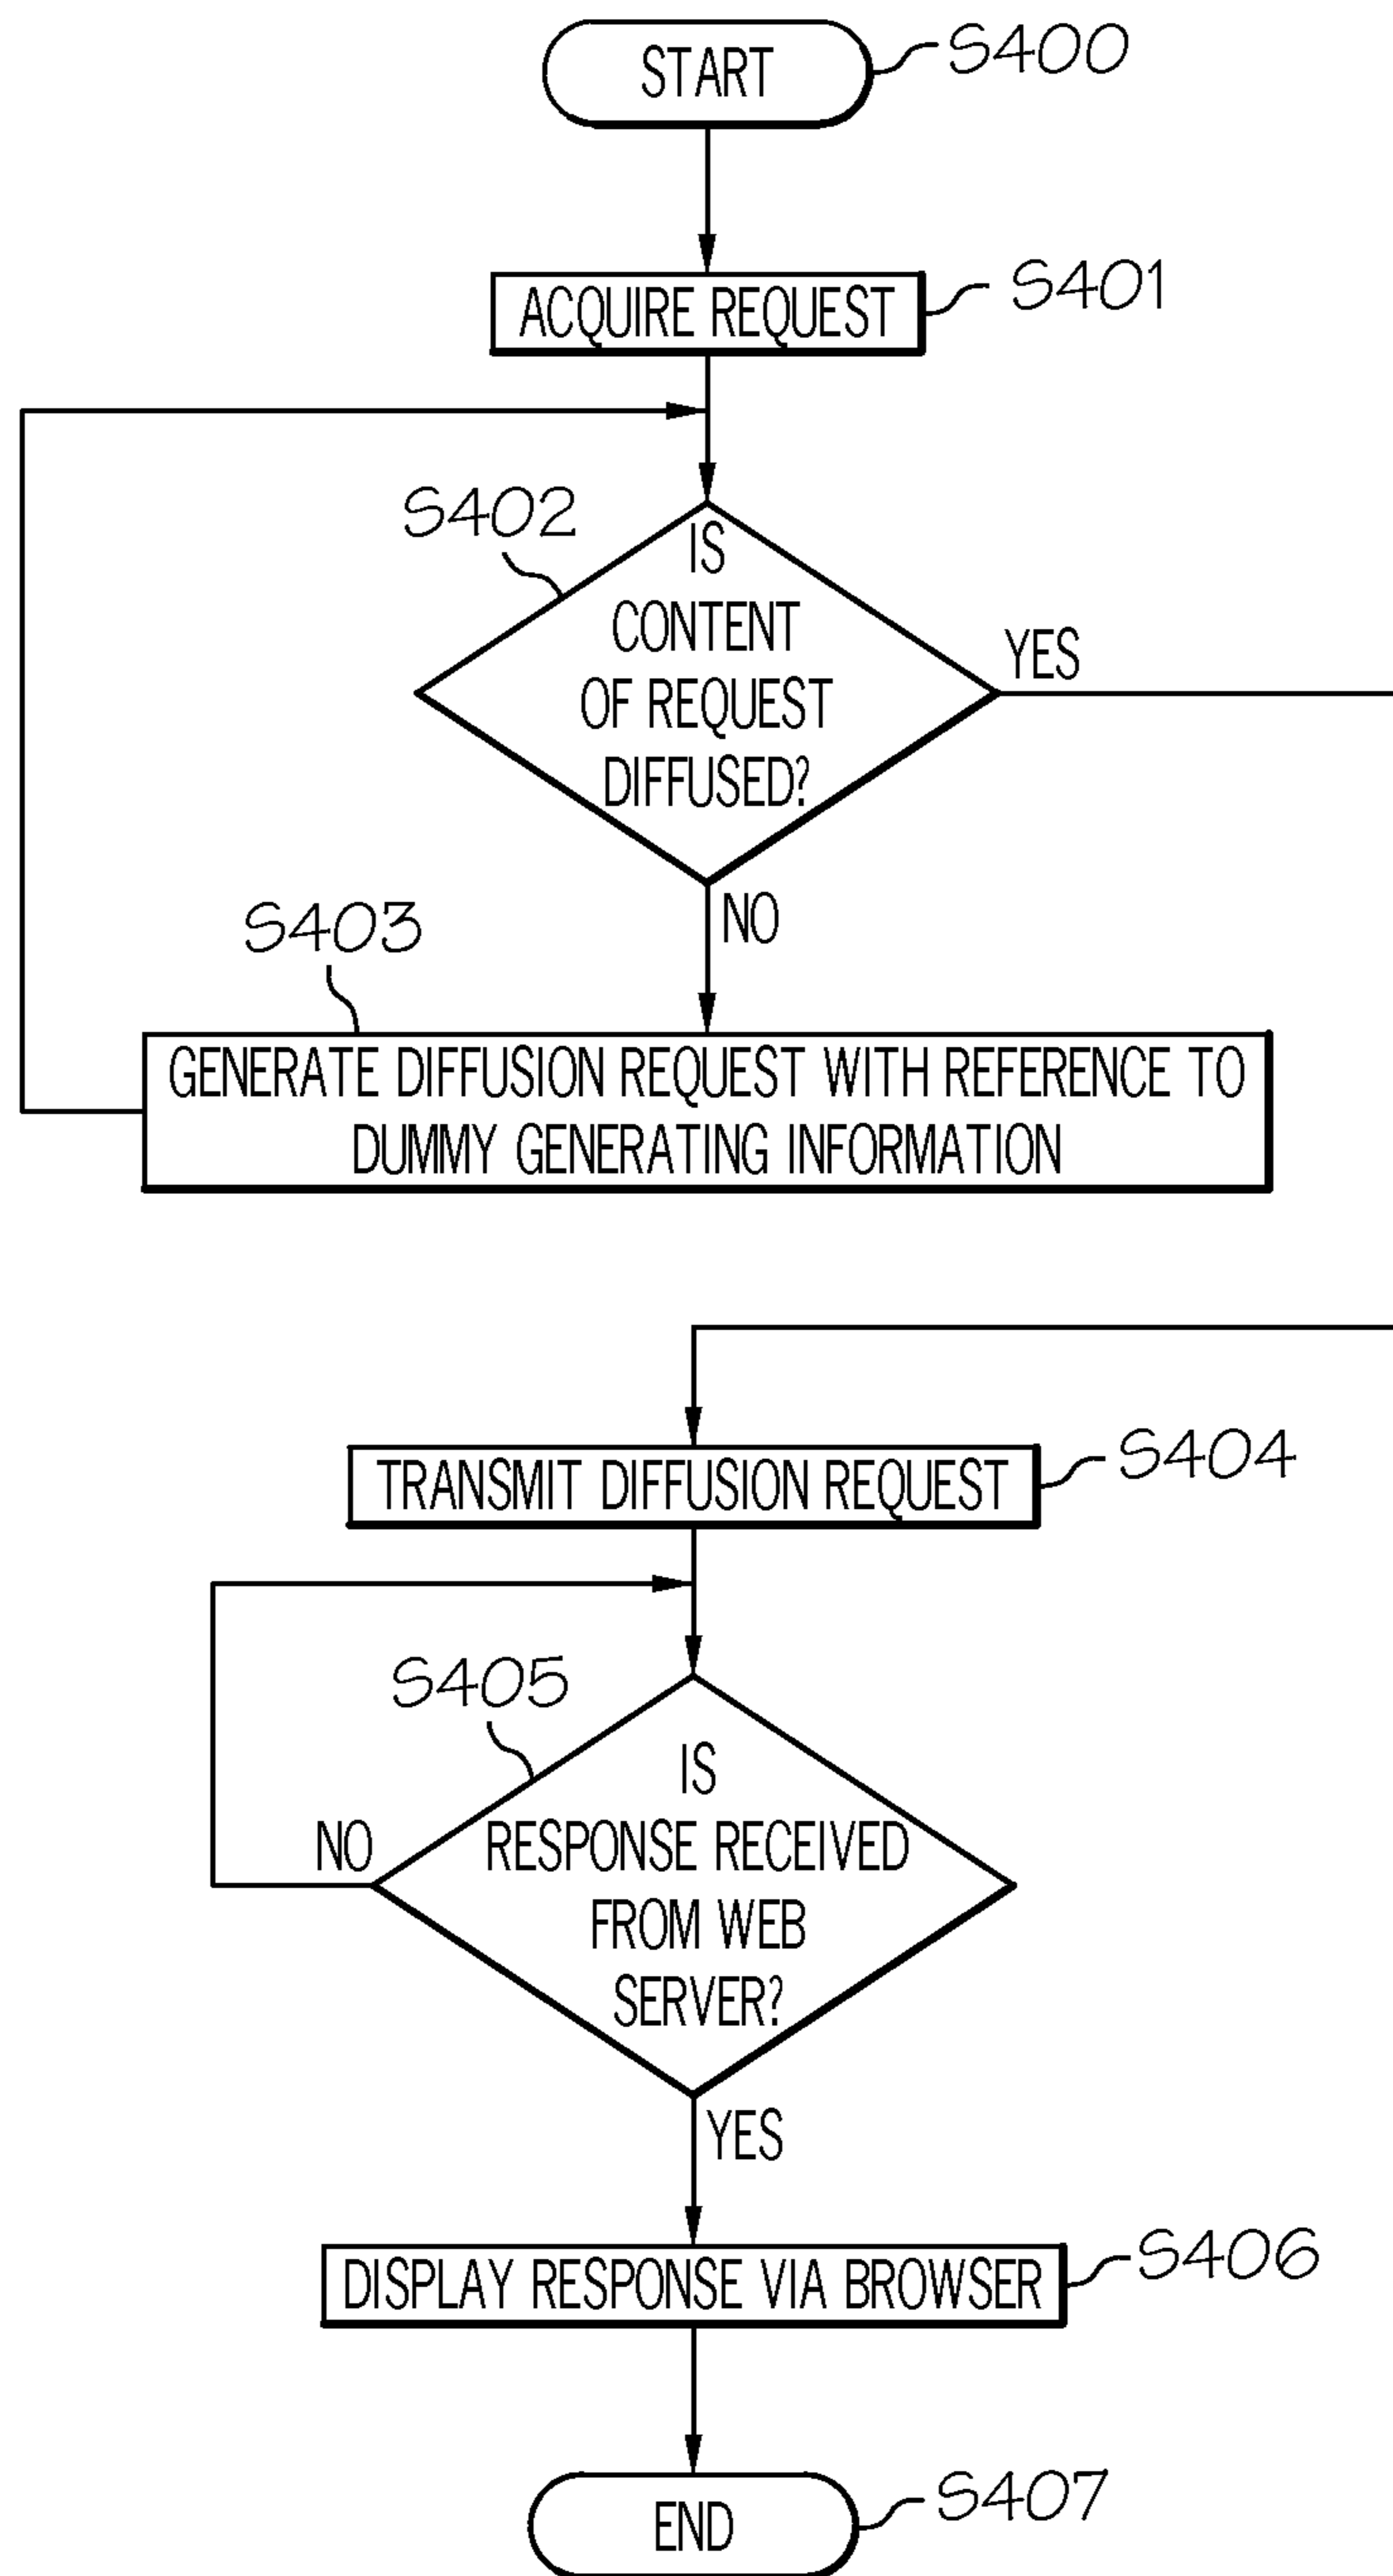 START
S400
ACQUIRE REQUEST
S401
S402
IS
CONTENT
OF REQUEST
DIFFUSED?
YES
NO
S403
GENERATE DIFFUSION REQUEST WITH REFERENCE TO
DUMMY GENERATING INFORMATION
TRANSMIT DIFFUSION REQUEST
S404
S405
IS
RESPONSE RECEIVED
FROM WEB
SERVER?
NO
YES
DISPLAY RESPONSE VIA BROWSER
S406
END
S407